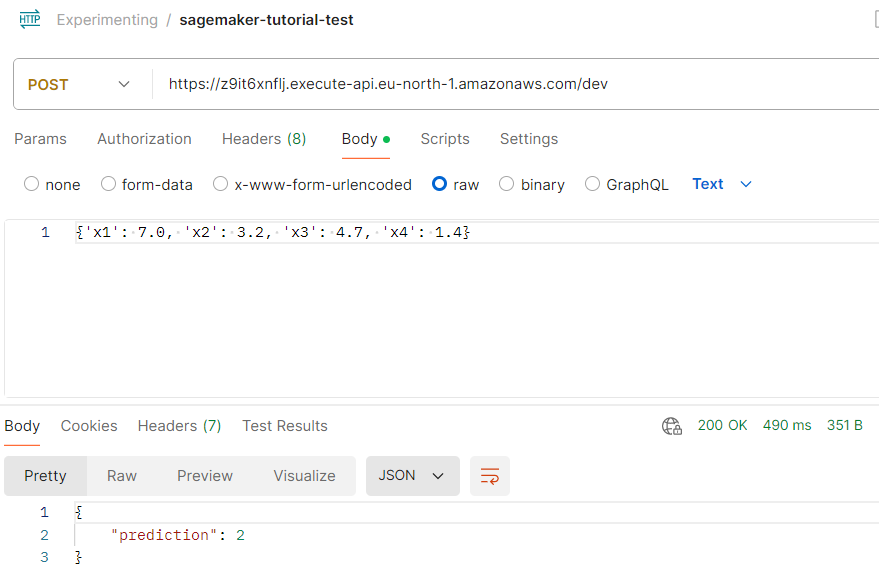 HTTP Experimenting / sagemaker-tutorial-test
POST https://z9it6xnflj.execute-api.eu-north-1.amazonaws.com/dev
Params Authorization Headers (8) Body Scripts Settings
none form-data x-www-form-urlencoded raw binary GraphQL Text
1 {'x1': 7.0, 'x2': 3.2, 'x3': 4.7, 'x4': 1.4}
Body Cookies Headers (7) Test Results 200 OK 490 ms 351 B
Pretty Raw Preview Visualize JSON
1 {
2 "prediction": 2
3 }